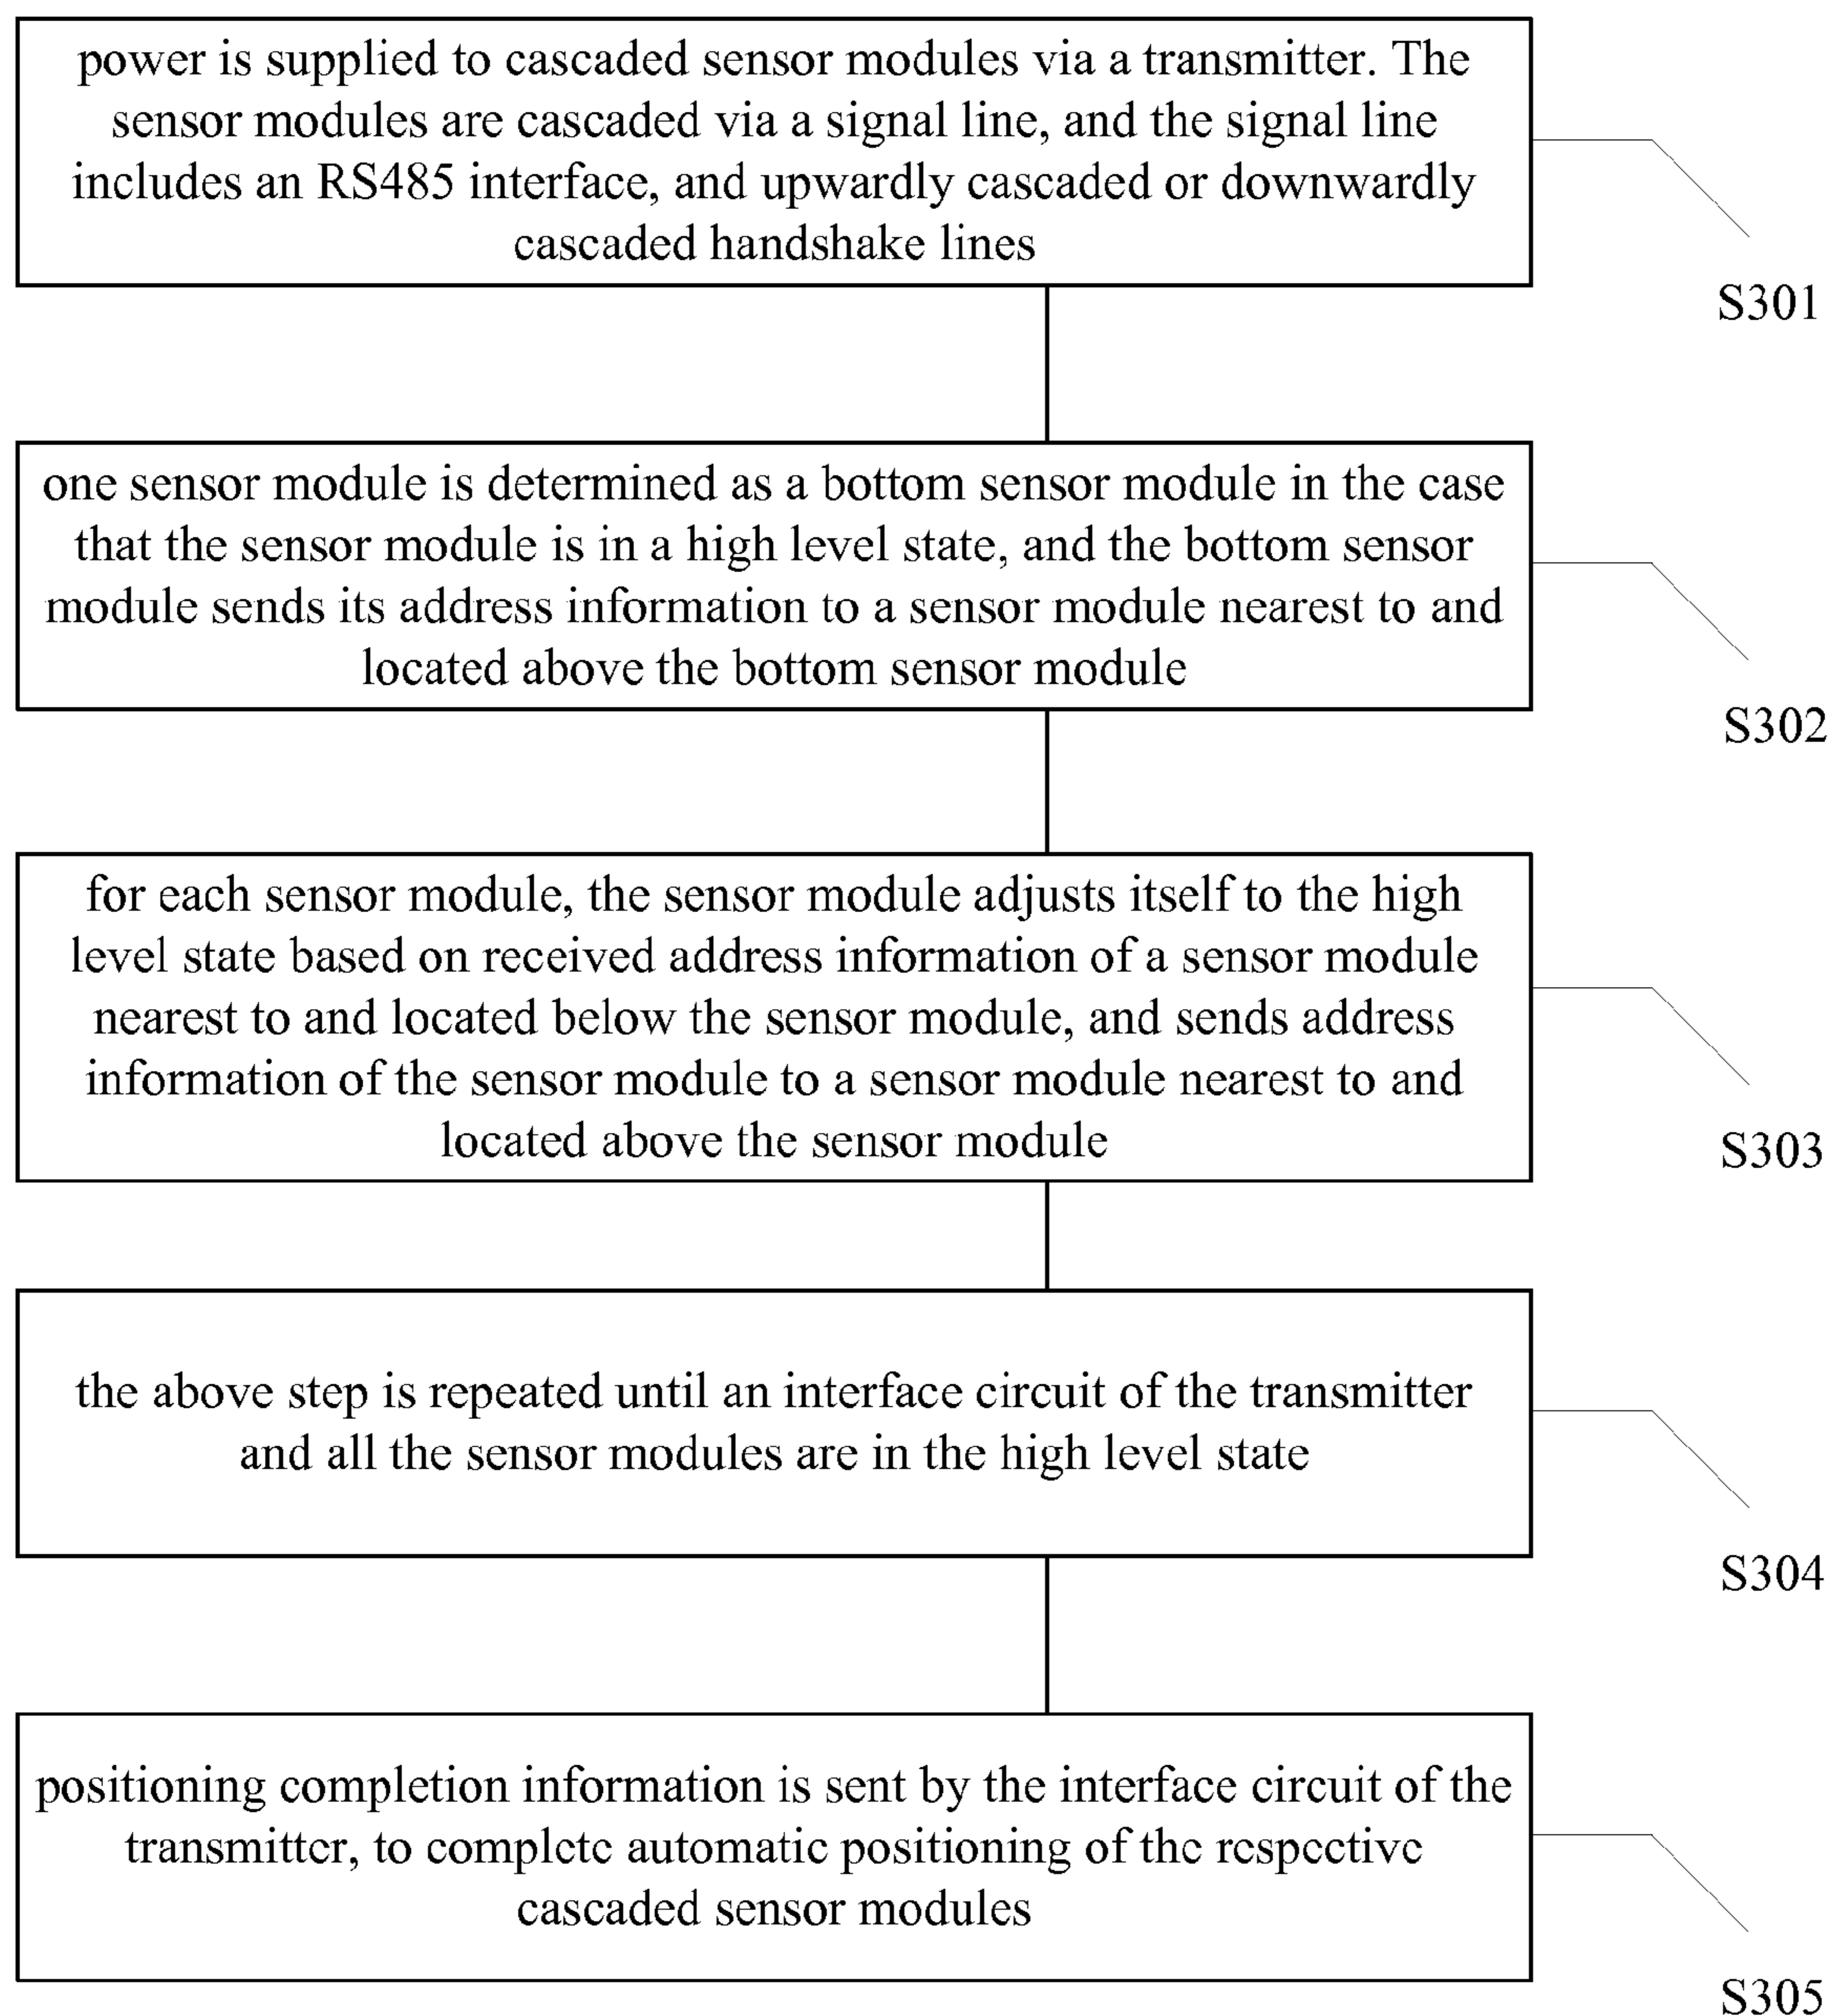 power is supplied to cascaded sensor modules via a transmitter. The
sensor modules are cascaded via a signal line, and the signal line
includes an RS485 interface, and upwardly cascaded or downwardly
cascaded handshake lines
S301
one sensor module is determined as a bottom sensor module in the case
that the sensor module is in a high level state, and the bottom sensor
module sends its address information to a sensor module nearest to and
located above the bottom sensor module
S302
for each sensor module, the sensor module adjusts itself to the high
level state based on received address information of a sensor module
nearest to and located below the sensor module, and sends address
information of the sensor module to a sensor module nearest to and
located above the sensor module
S303
the above step is repeated until an interface circuit of the transmitter
and all the sensor modules are in the high level state
S304
positioning completion information is sent by the interface circuit of the
transmitter, to complete automatic positioning of the respective
cascaded sensor modules
S305